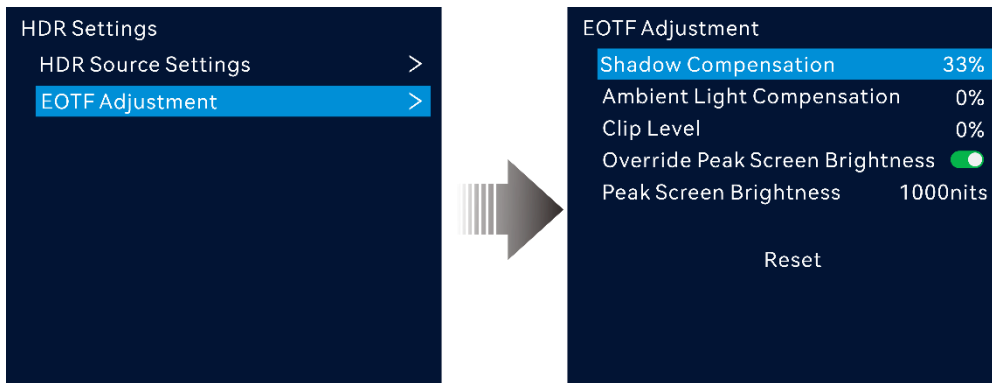 HDR Settings
HDR Source Settings >
EOTF Adjustment >
EOTF Adjustment
Shadow Compensation 33%
Ambient Light Compensation 0%
Clip Level 0%
Override Peak Screen Brightness
Peak Screen Brightness 1000nits
Reset